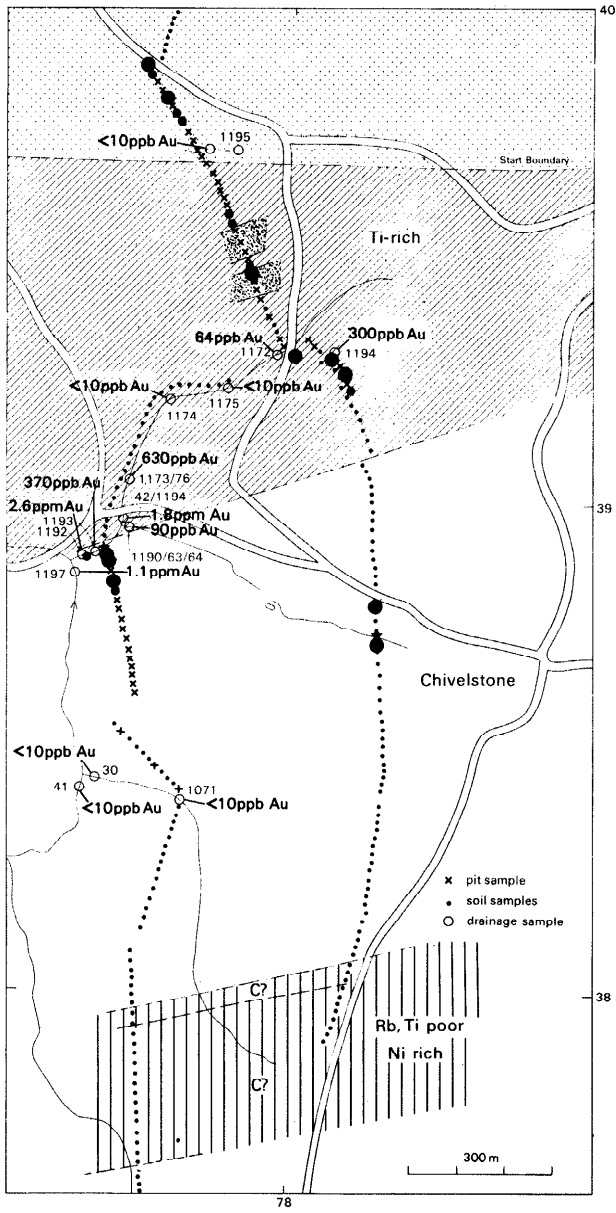 40
<10ppb Au
1195
Start Boundary
Ti-rich
64ppb Au
300ppb Au
1172
1194
<10ppb Au
<10ppb Au
1175
1174
630ppb Au
370ppb Au
1173/76
42/1194
2.6ppm Au
39
1193
1.8ppm Au
1192
90ppb Au
1190/63/64
1197
1.1ppm Au
Chivelstone
<10ppb Au
30
1071
41
<10ppb Au
<10ppb Au
x pit sample
• soil samples
○ drainage sample
C?
38
Rb, Ti poor
Ni rich
C?
300 m
78